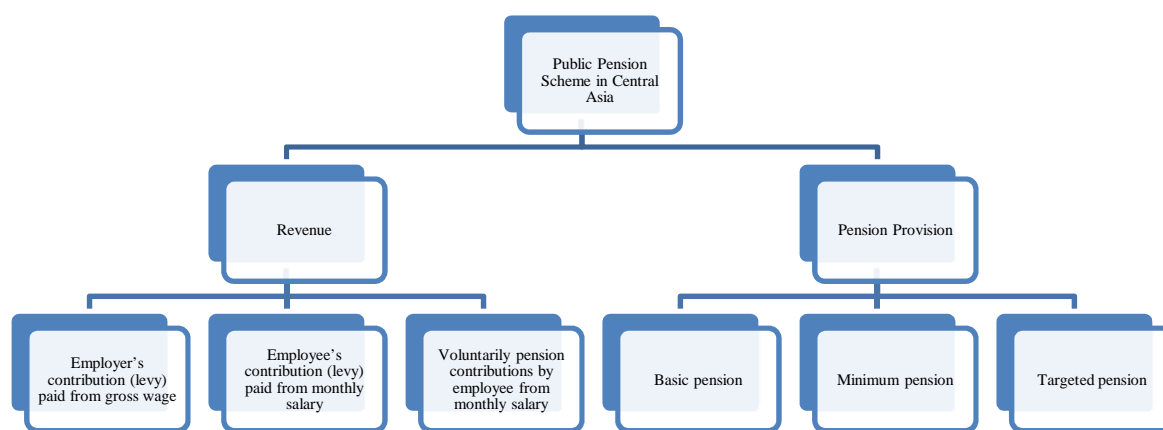 Public Pension
Scheme in Central
Asia
Revenue
Pension Provision
Employer’s
contribution (levy)
paid from gross wage
Employee's
contribution (levy)
paid from monthly
salary
Voluntarily pension
contributions by
employee from
monthly salary
Basic pension
Minimum pension
Targeted pension